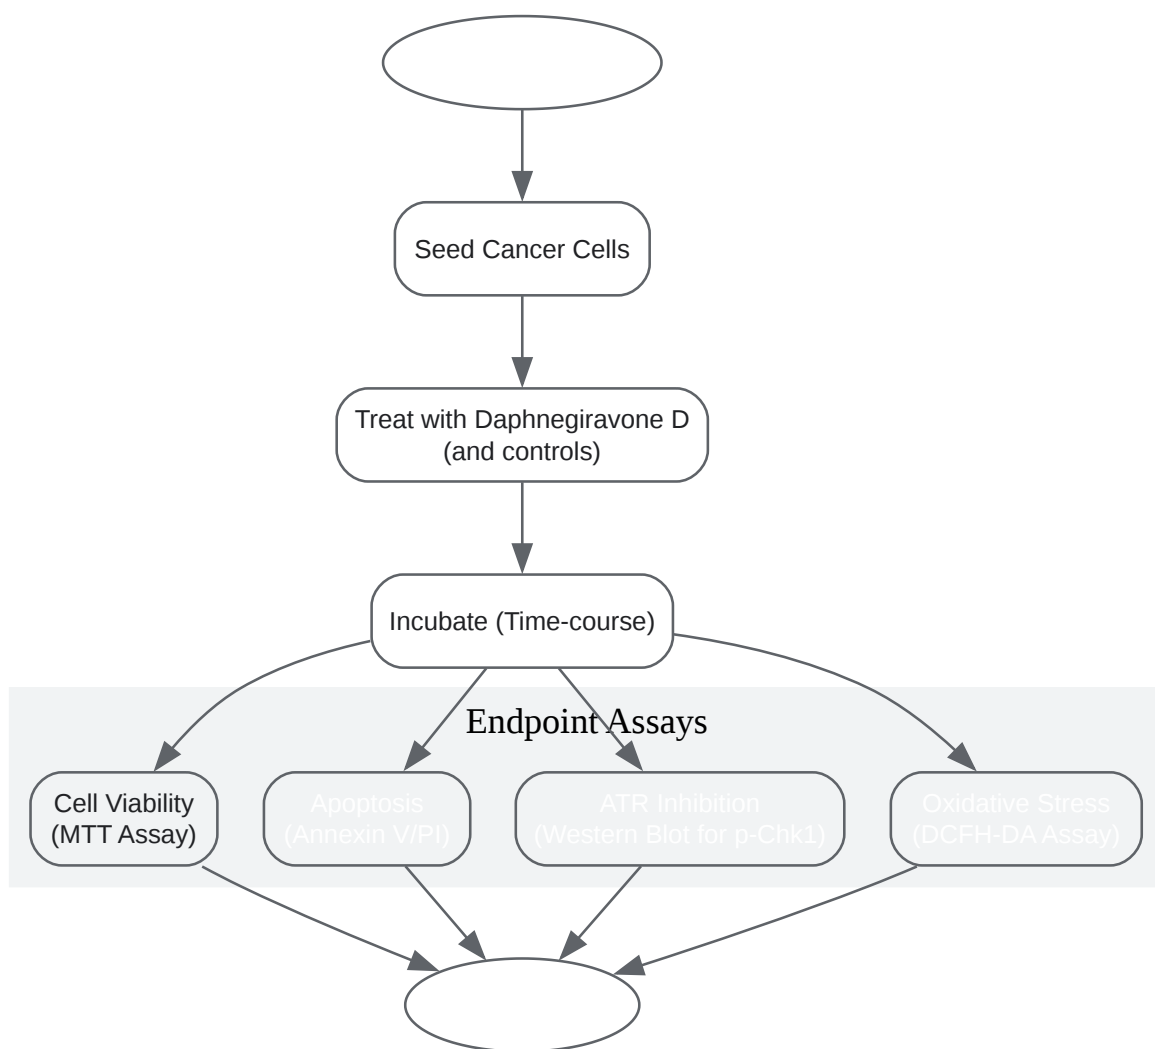 Seed Cancer Cells
Treat with Daphnegiravone D
(and controls)
Incubate (Time-course)
Endpoint Assays
Cell Viability
(MTT Assay)
Apoptosis
(Annexin V/PI)
ATR Inhibition
(Western Blot for p-Chk1)
Oxidative Stress
(DCFH-DA Assay)